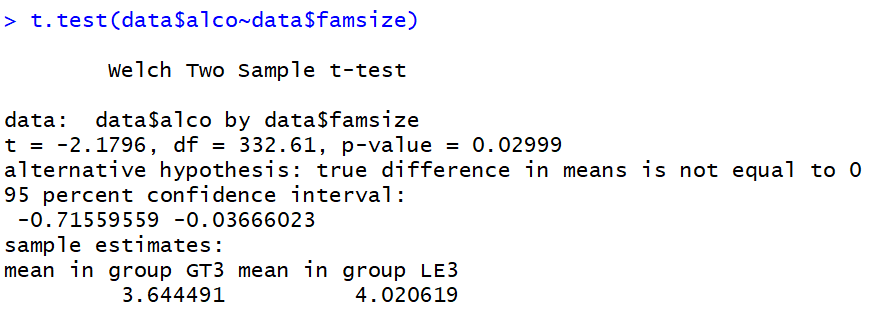 > t.test(data$alco~data$famsize)
Welch Two Sample t-test
data:  data$alco by data$famsize
t = -2.1796, df = 332.61, p-value = 0.02999
alternative hypothesis: true difference in means is not equal to 0
95 percent confidence interval:
 -0.71559559 -0.03666023
sample estimates:
mean in group GT3 mean in group LE3
         3.644491          4.020619